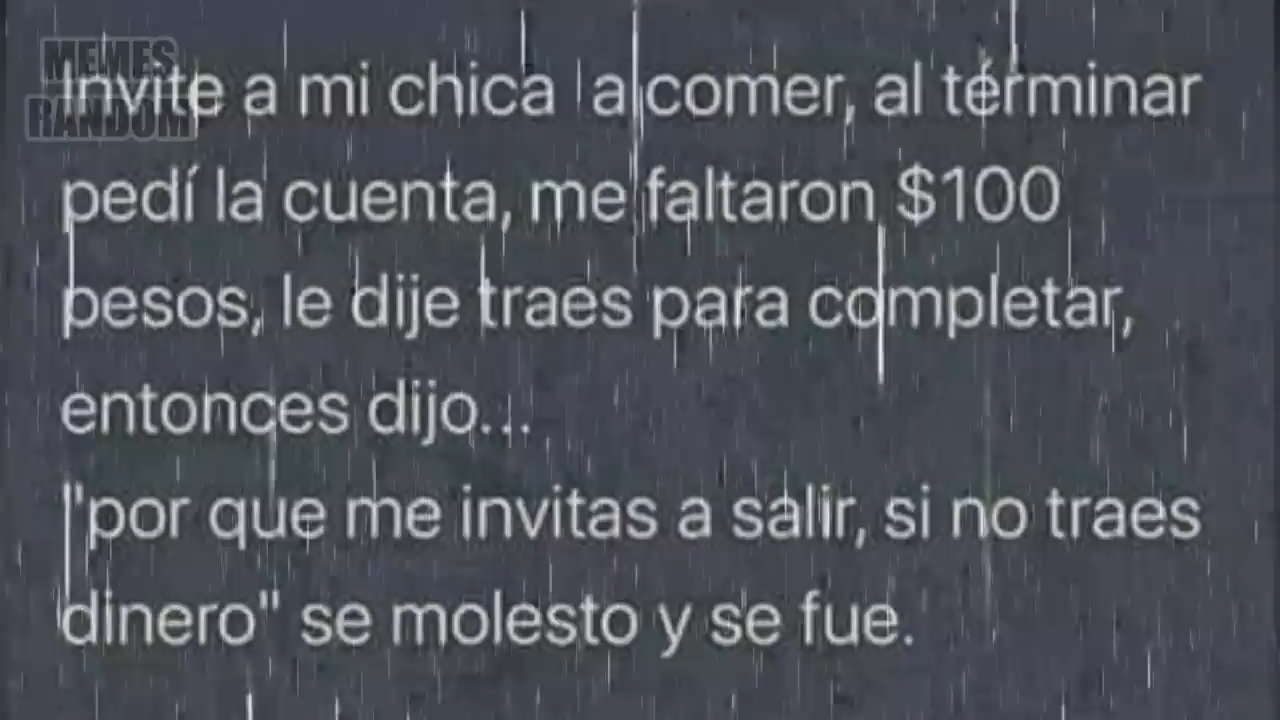 MEMES
RANDOM
Invite a mi chica a comer, al términar
pedí la cuenta, me faltaron $100
pesos, le dije traes para completar,
entonces dijo...
"por que me invitas a salir, si no traes
dinero" se molesto y se fue.